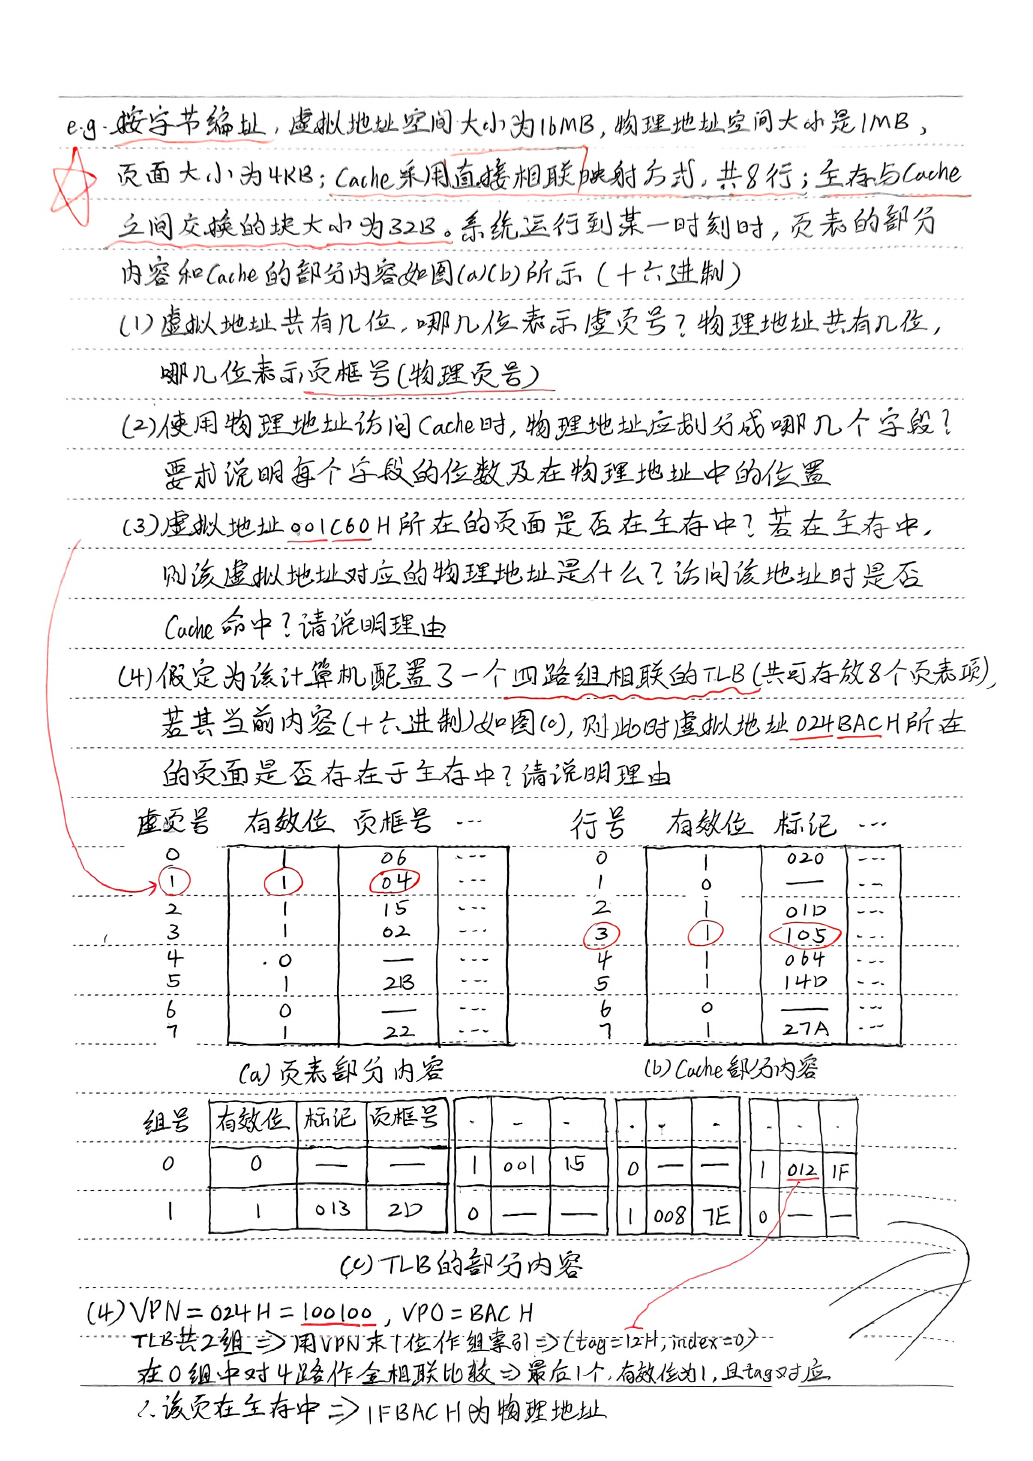 e.g. 按字节编址，虚拟地址空间大小为16MB，物理地址空间大小是1MB，
页面大小为4KB；Cache采用直接相联映射方式，共8行；主存与Cache
之间交换的块大小为32B。系统运行到某一时刻时，页表的部分
内容和Cache的部分内容如图(a)(b)所示（十六进制）
(1)虚拟地址共有几位，哪几位表示虚页号？物理地址共有几位，
哪几位表示页框号(物理页号)
(2)使用物理地址访问Cache时，物理地址应划分成哪几个字段？
要求说明每个字段的位数及在物理地址中的位置
(3)虚拟地址001C60H所在的页面是否在主存中？若在主存中，
则该虚拟地址对应的物理地址是什么？访问该地址时是否
Cache命中？请说明理由
(4)假定为该计算机配置了一个四路组相联的TLB(共可存放8个页表项)，
若其当前内容(十六进制)如图(c)，则此时虚拟地址024BACH所在
的页面是否存在于主存中？请说明理由
虚页号 有效位 页框号 ... 行号 有效位 标记 ...
0 1 06 ... 0 1 020 ...
1 1 04 ... 1 0 — ...
2 1 15 ... 2 1 01D ...
3 1 02 ... 3 1 105 ...
4 0 — ... 4 1 064 ...
5 1 2B ... 5 1 14D ...
6 0 — ... 6 0 — ...
7 1 22 ... 7 1 27A ...
(a)页表部分内容 (b)Cache部分内容
组号 有效位 标记 页框号 · - - · - - · · ·
0 0 — — 1 001 15 0 — — 1 012 1F
1 1 013 2D 0 — — 1 008 7E 0 — —
(c)TLB的部分内容
(4)VPN=024H=100100，VPO=BACH
TLB共2组⇒用VPN末1位作组索引⇒(tag=12H,index=0)
在0组中对4路作全相联比较⇒最后1个，有效位为1，且tag对应
∴该页在主存中⇒1FBACH为物理地址